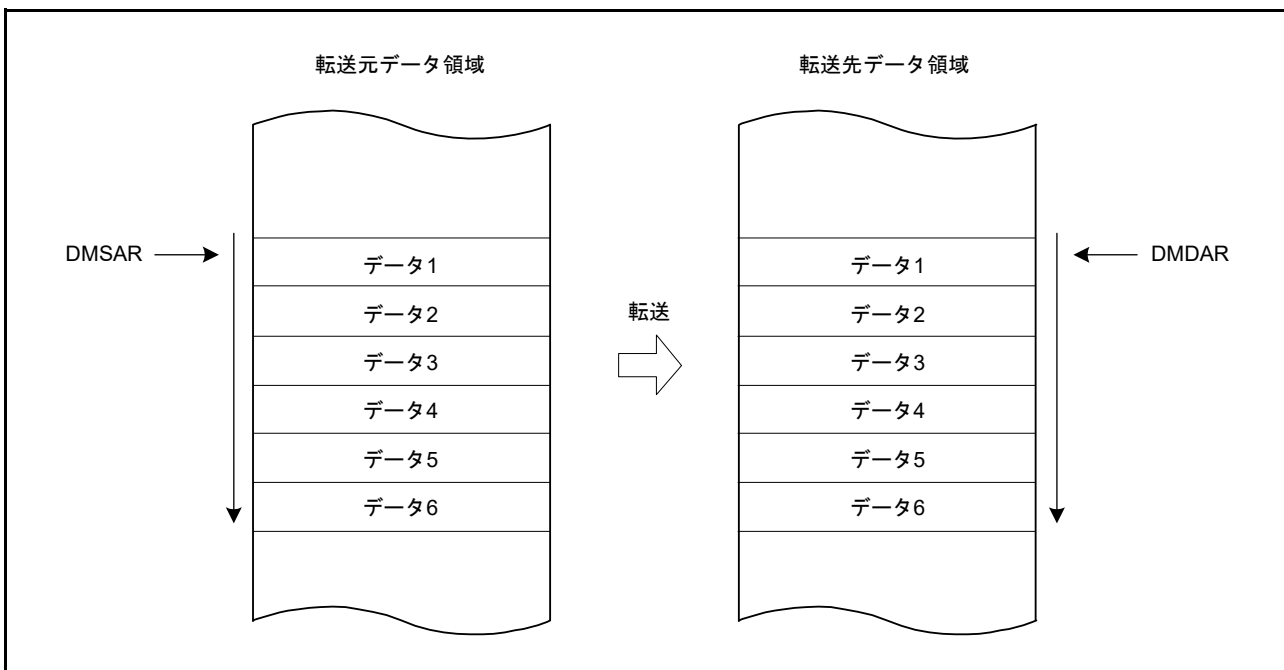 転送元データ領域
転送先データ領域
DMSAR
データ1
データ2
データ3
データ4
データ5
データ6
転送
データ1
データ2
データ3
データ4
データ5
データ6
DMDAR